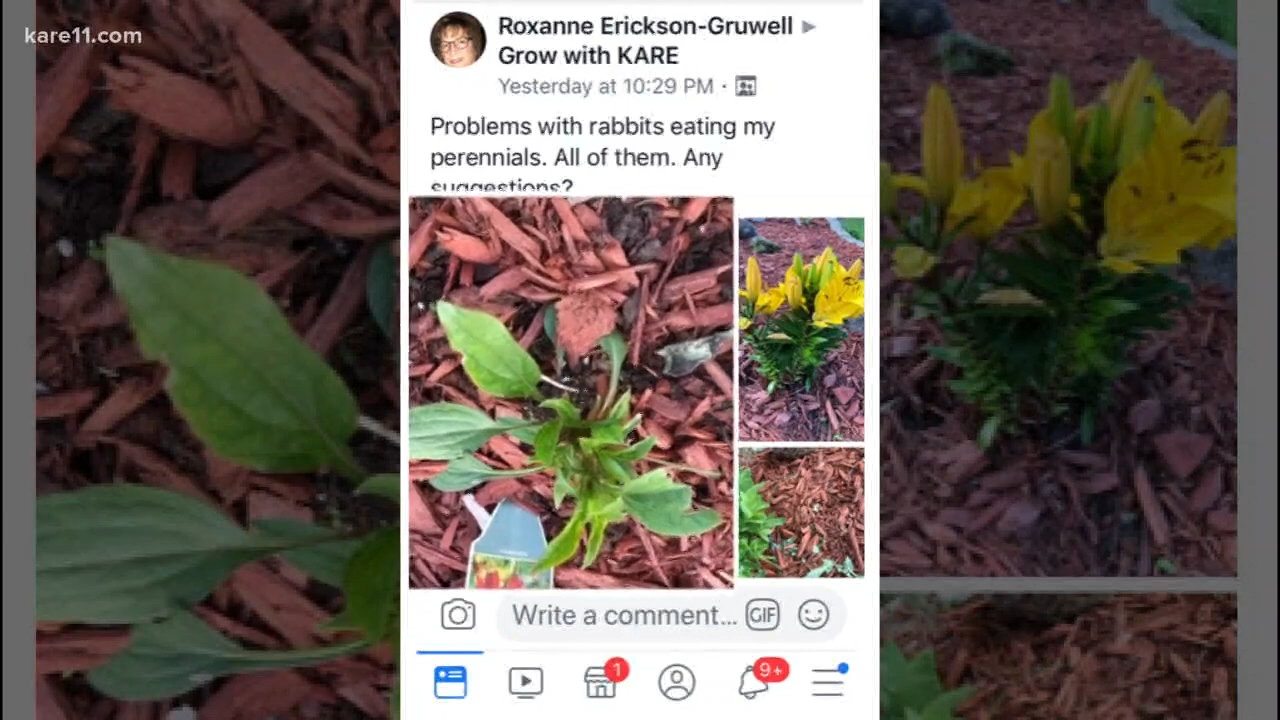 kare11.com
Roxanne Erickson-Gruwell ▶
Grow with KARE
Yesterday at 10:29 PM ·
Problems with rabbits eating my
perennials. All of them. Any
suggestions?
Write a comment...
GIF
1
9+